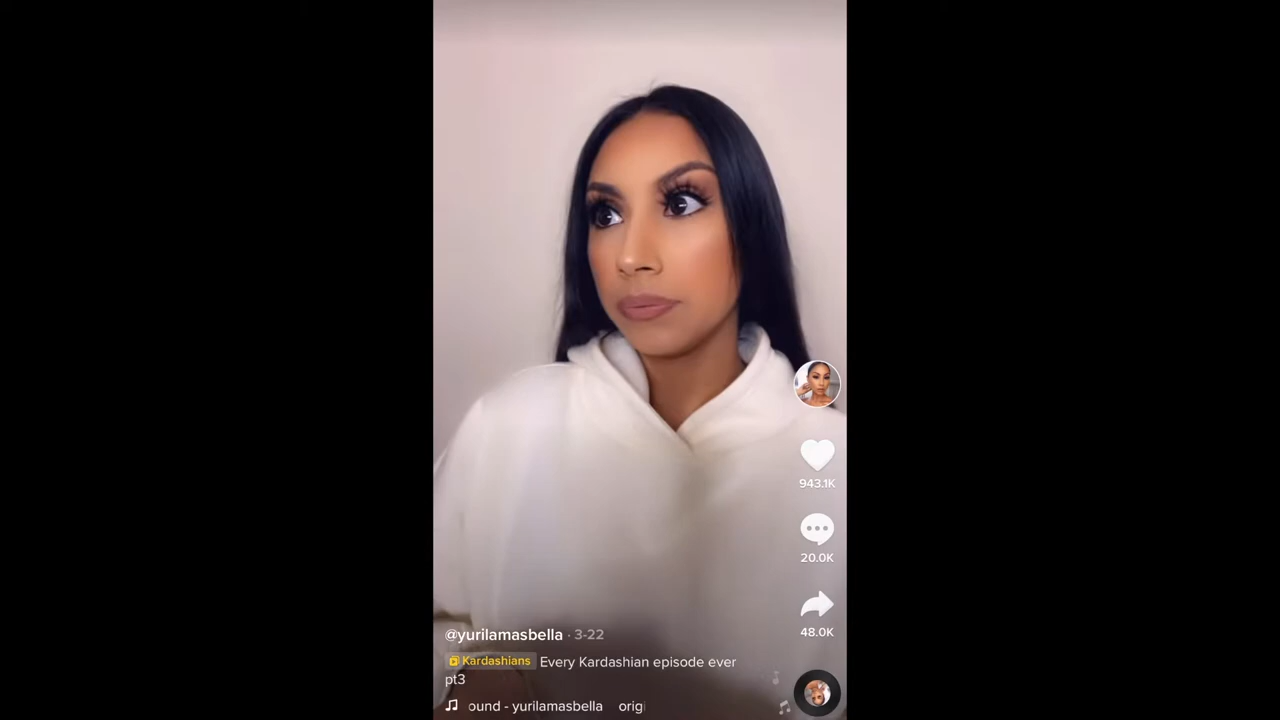 943.1K
20.0K
48.0K
@yurilamasbella · 3-22
Kardashians Every Kardashian episode ever
pt3
ound - yurilamasbella orig